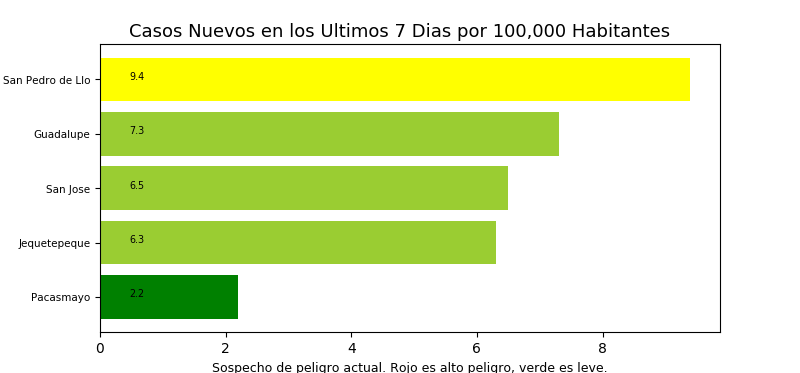 Casos Nuevos en los Ultimos 7 Dias por 100,000 Habitantes
San Pedro de Llo 9.4
Guadalupe 7.3
San Jose 6.5
Jequetepeque 6.3
Pacasmayo 2.2
0 2 4 6 8
Sospecho de peligro actual. Rojo es alto peligro, verde es leve.